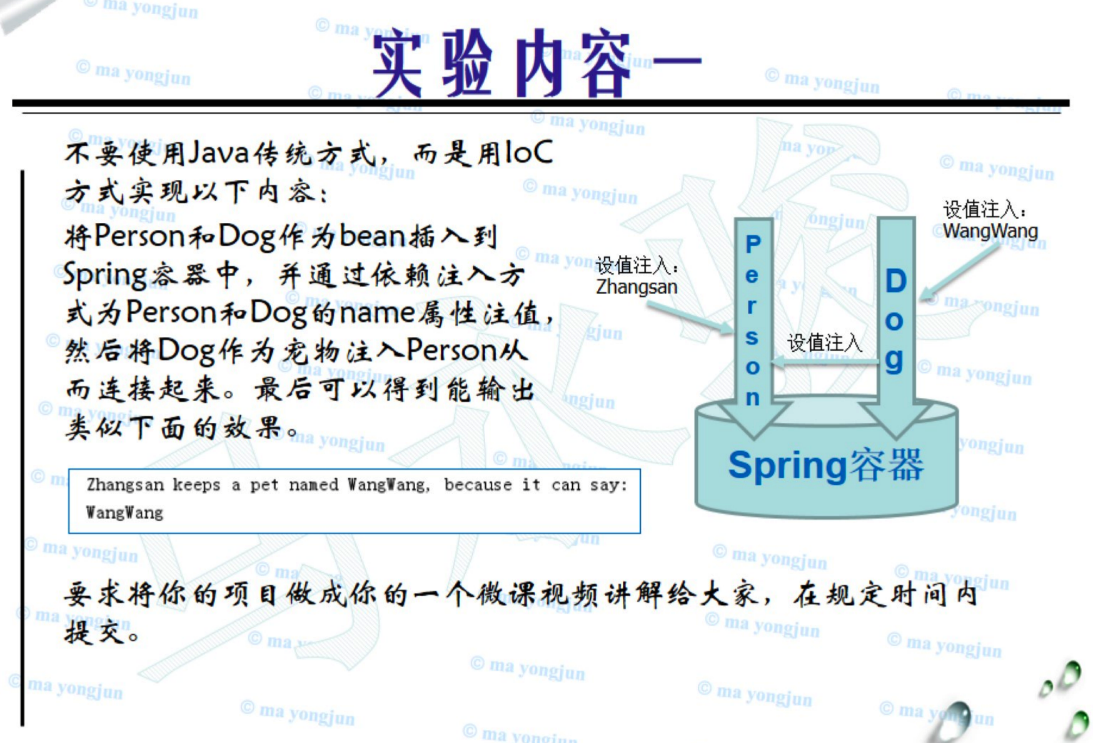 实验内容一
不要使用Java传统方式，而是用IoC
方式实现以下内容：
将Person和Dog作为bean插入到
Spring容器中，并通过依赖注入方
式为Person和Dog的name属性注值，
然后将Dog作为宠物注入Person从
而连接起来。最后可以得到能输出
类似下面的效果。
Zhangsan keeps a pet named WangWang, because it can say:
WangWang
设值注入：
Zhangsan
Person
设值注入
Dog
设值注入：
WangWang
Spring容器
要求将你的项目做成你的一个微课视频讲解给大家，在规定时间内
提交。
© ma yongjun